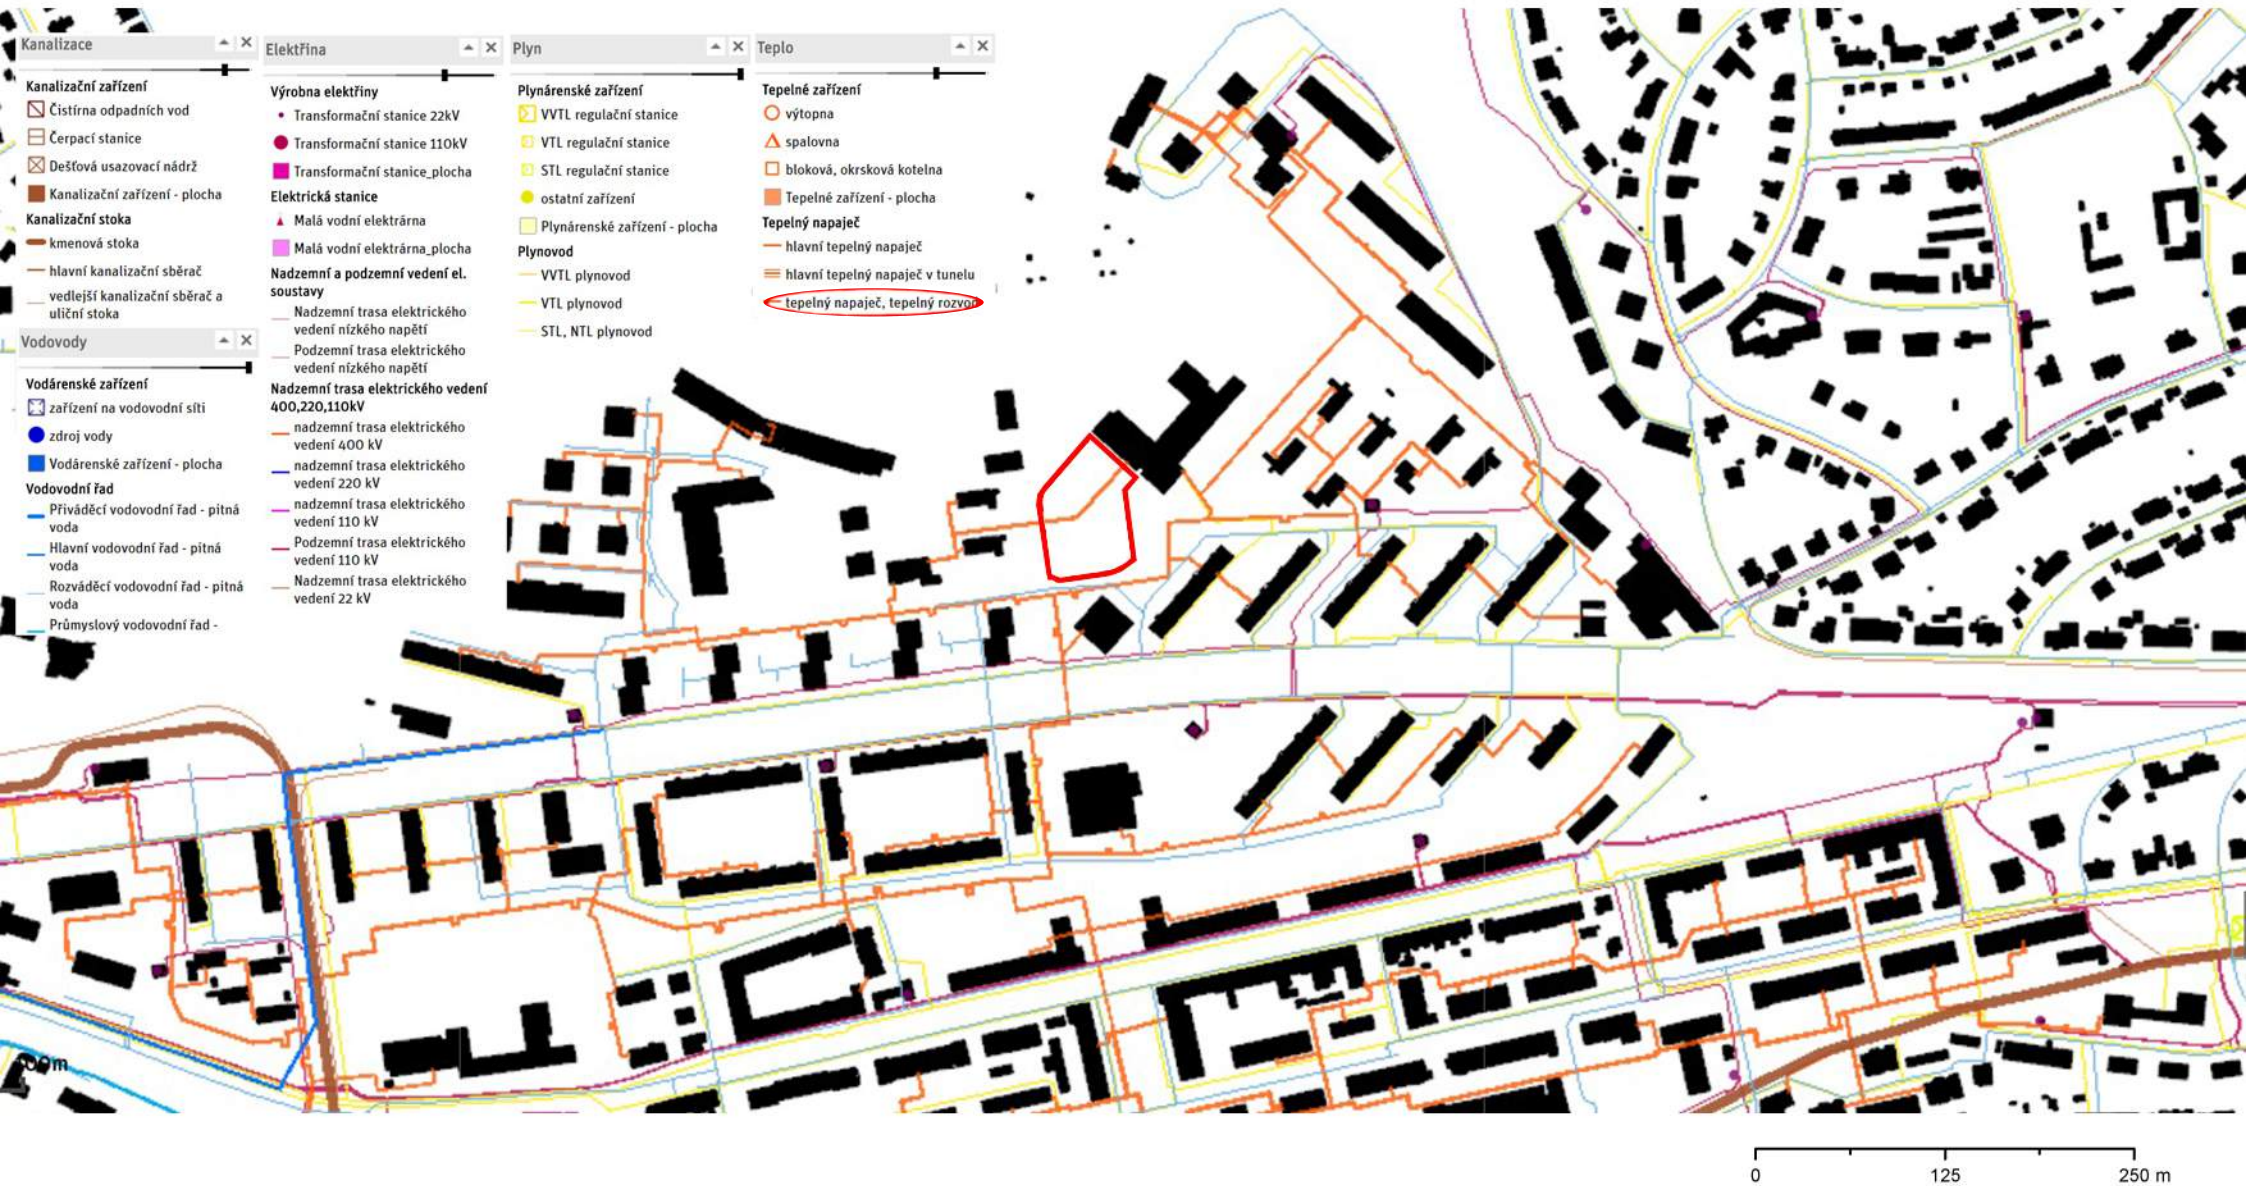 Kanalizace
Kanalizační zařízení
Čistírna odpadních vod
Čerpací stanice
Dešťová usazovací nádrž
Kanalizační zařízení - plocha
Kanalizační stoka
kmenová stoka
hlavní kanalizační sběrač
vedlejší kanalizační sběrač a
uliční stoka
Vodovody
Vodárenské zařízení
zařízení na vodovodní síti
zdroj vody
Vodárenské zařízení - plocha
Vodovodní řad
Přiváděcí vodovodní řad - pitná
voda
Hlavní vodovodní řad - pitná
voda
Rozváděcí vodovodní řad - pitná
voda
Průmyslový vodovodní řad -
Elektřina
Výrobna elektřiny
Transformační stanice 22kV
Transformační stanice 110kV
Transformační stanice_plocha
Elektrická stanice
Malá vodní elektrárna
Malá vodní elektrárna_plocha
Nadzemní a podzemní vedení el.
soustavy
Nadzemní trasa elektrického
vedení nízkého napětí
Podzemní trasa elektrického
vedení nízkého napětí
Nadzemní trasa elektrického vedení
400,220,110kV
nadzemní trasa elektrického
vedení 400 kV
nadzemní trasa elektrického
vedení 220 kV
nadzemní trasa elektrického
vedení 110 kV
Podzemní trasa elektrického
vedení 110 kV
Nadzemní trasa elektrického
vedení 22 kV
Plyn
Plynárenské zařízení
VVTL regulační stanice
VTL regulační stanice
STL regulační stanice
ostatní zařízení
Plynárenské zařízení - plocha
Plynovod
VVTL plynovod
VTL plynovod
STL, NTL plynovod
Teplo
Tepelné zařízení
výtopna
spalovna
bloková, okrsková kotelna
Tepelné zařízení - plocha
Tepelný napaječ
hlavní tepelný napaječ
hlavní tepelný napaječ v tunelu
tepelný napaječ, tepelný rozvod
0
125
250 m